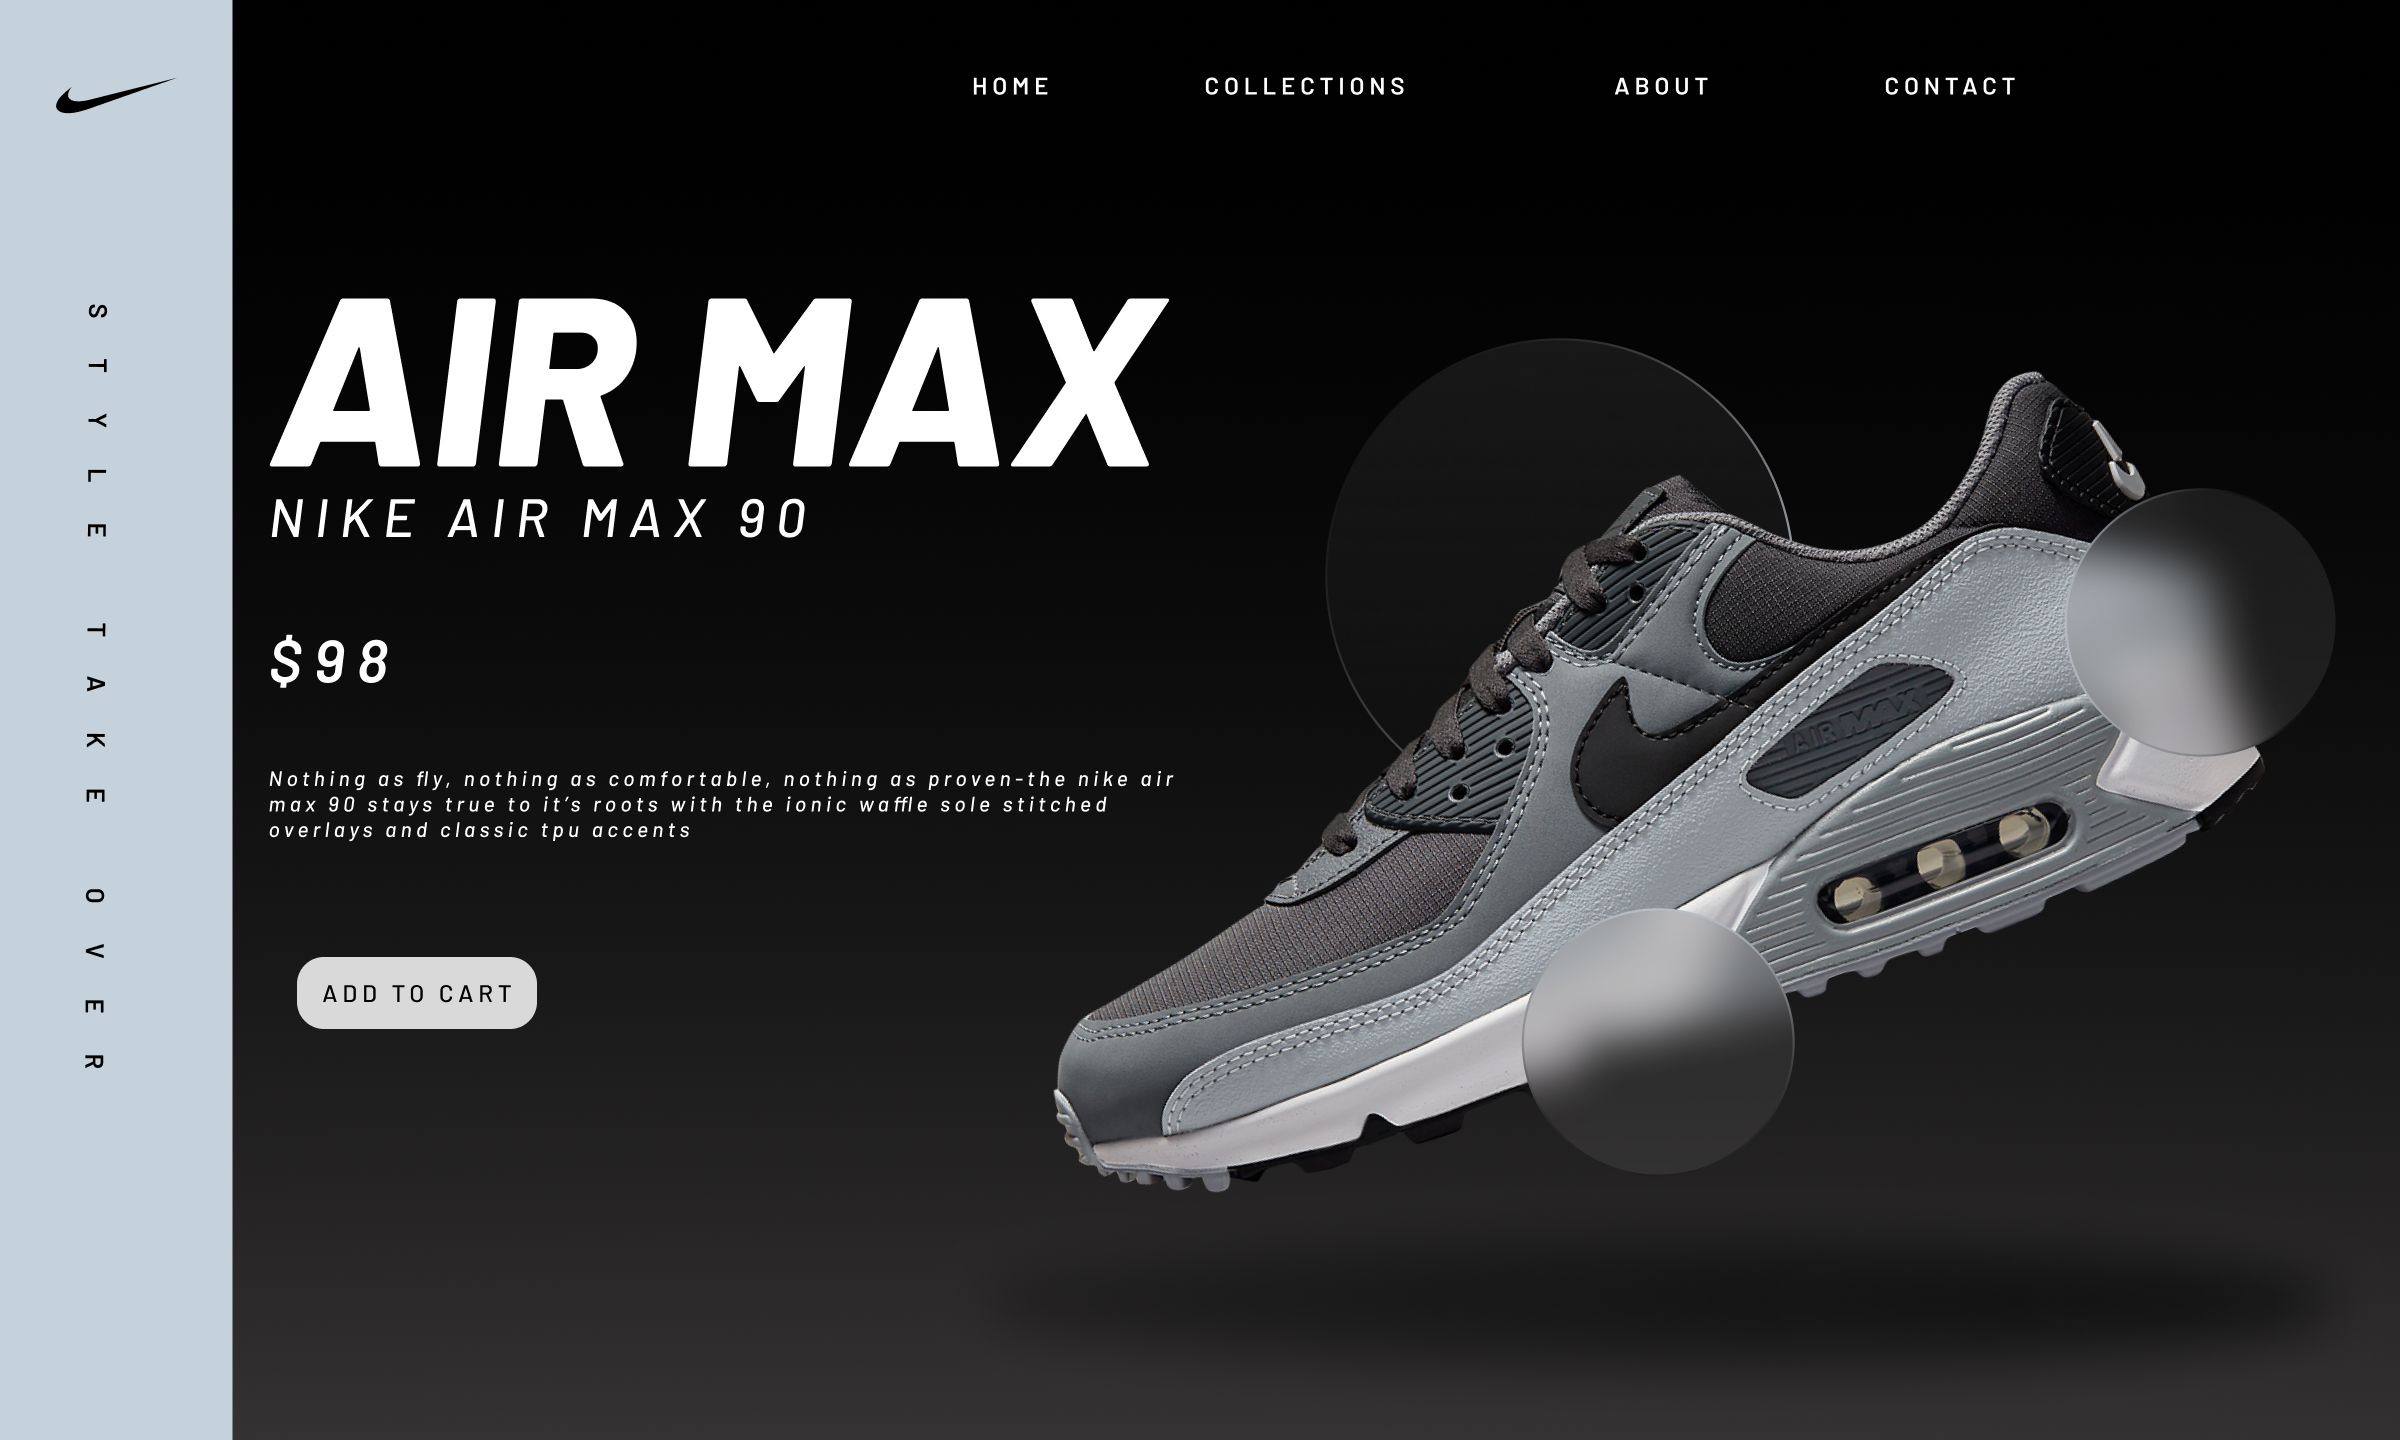 HOME COLLECTIONS ABOUT CONTACT
STYLE TAKE OVER
AIR MAX
NIKE AIR MAX 90
$98
Nothing as fly, nothing as comfortable, nothing as proven-the nike air
max 90 stays true to it’s roots with the ionic waffle sole stitched
overlays and classic tpu accents
ADD TO CART
AIR MAX